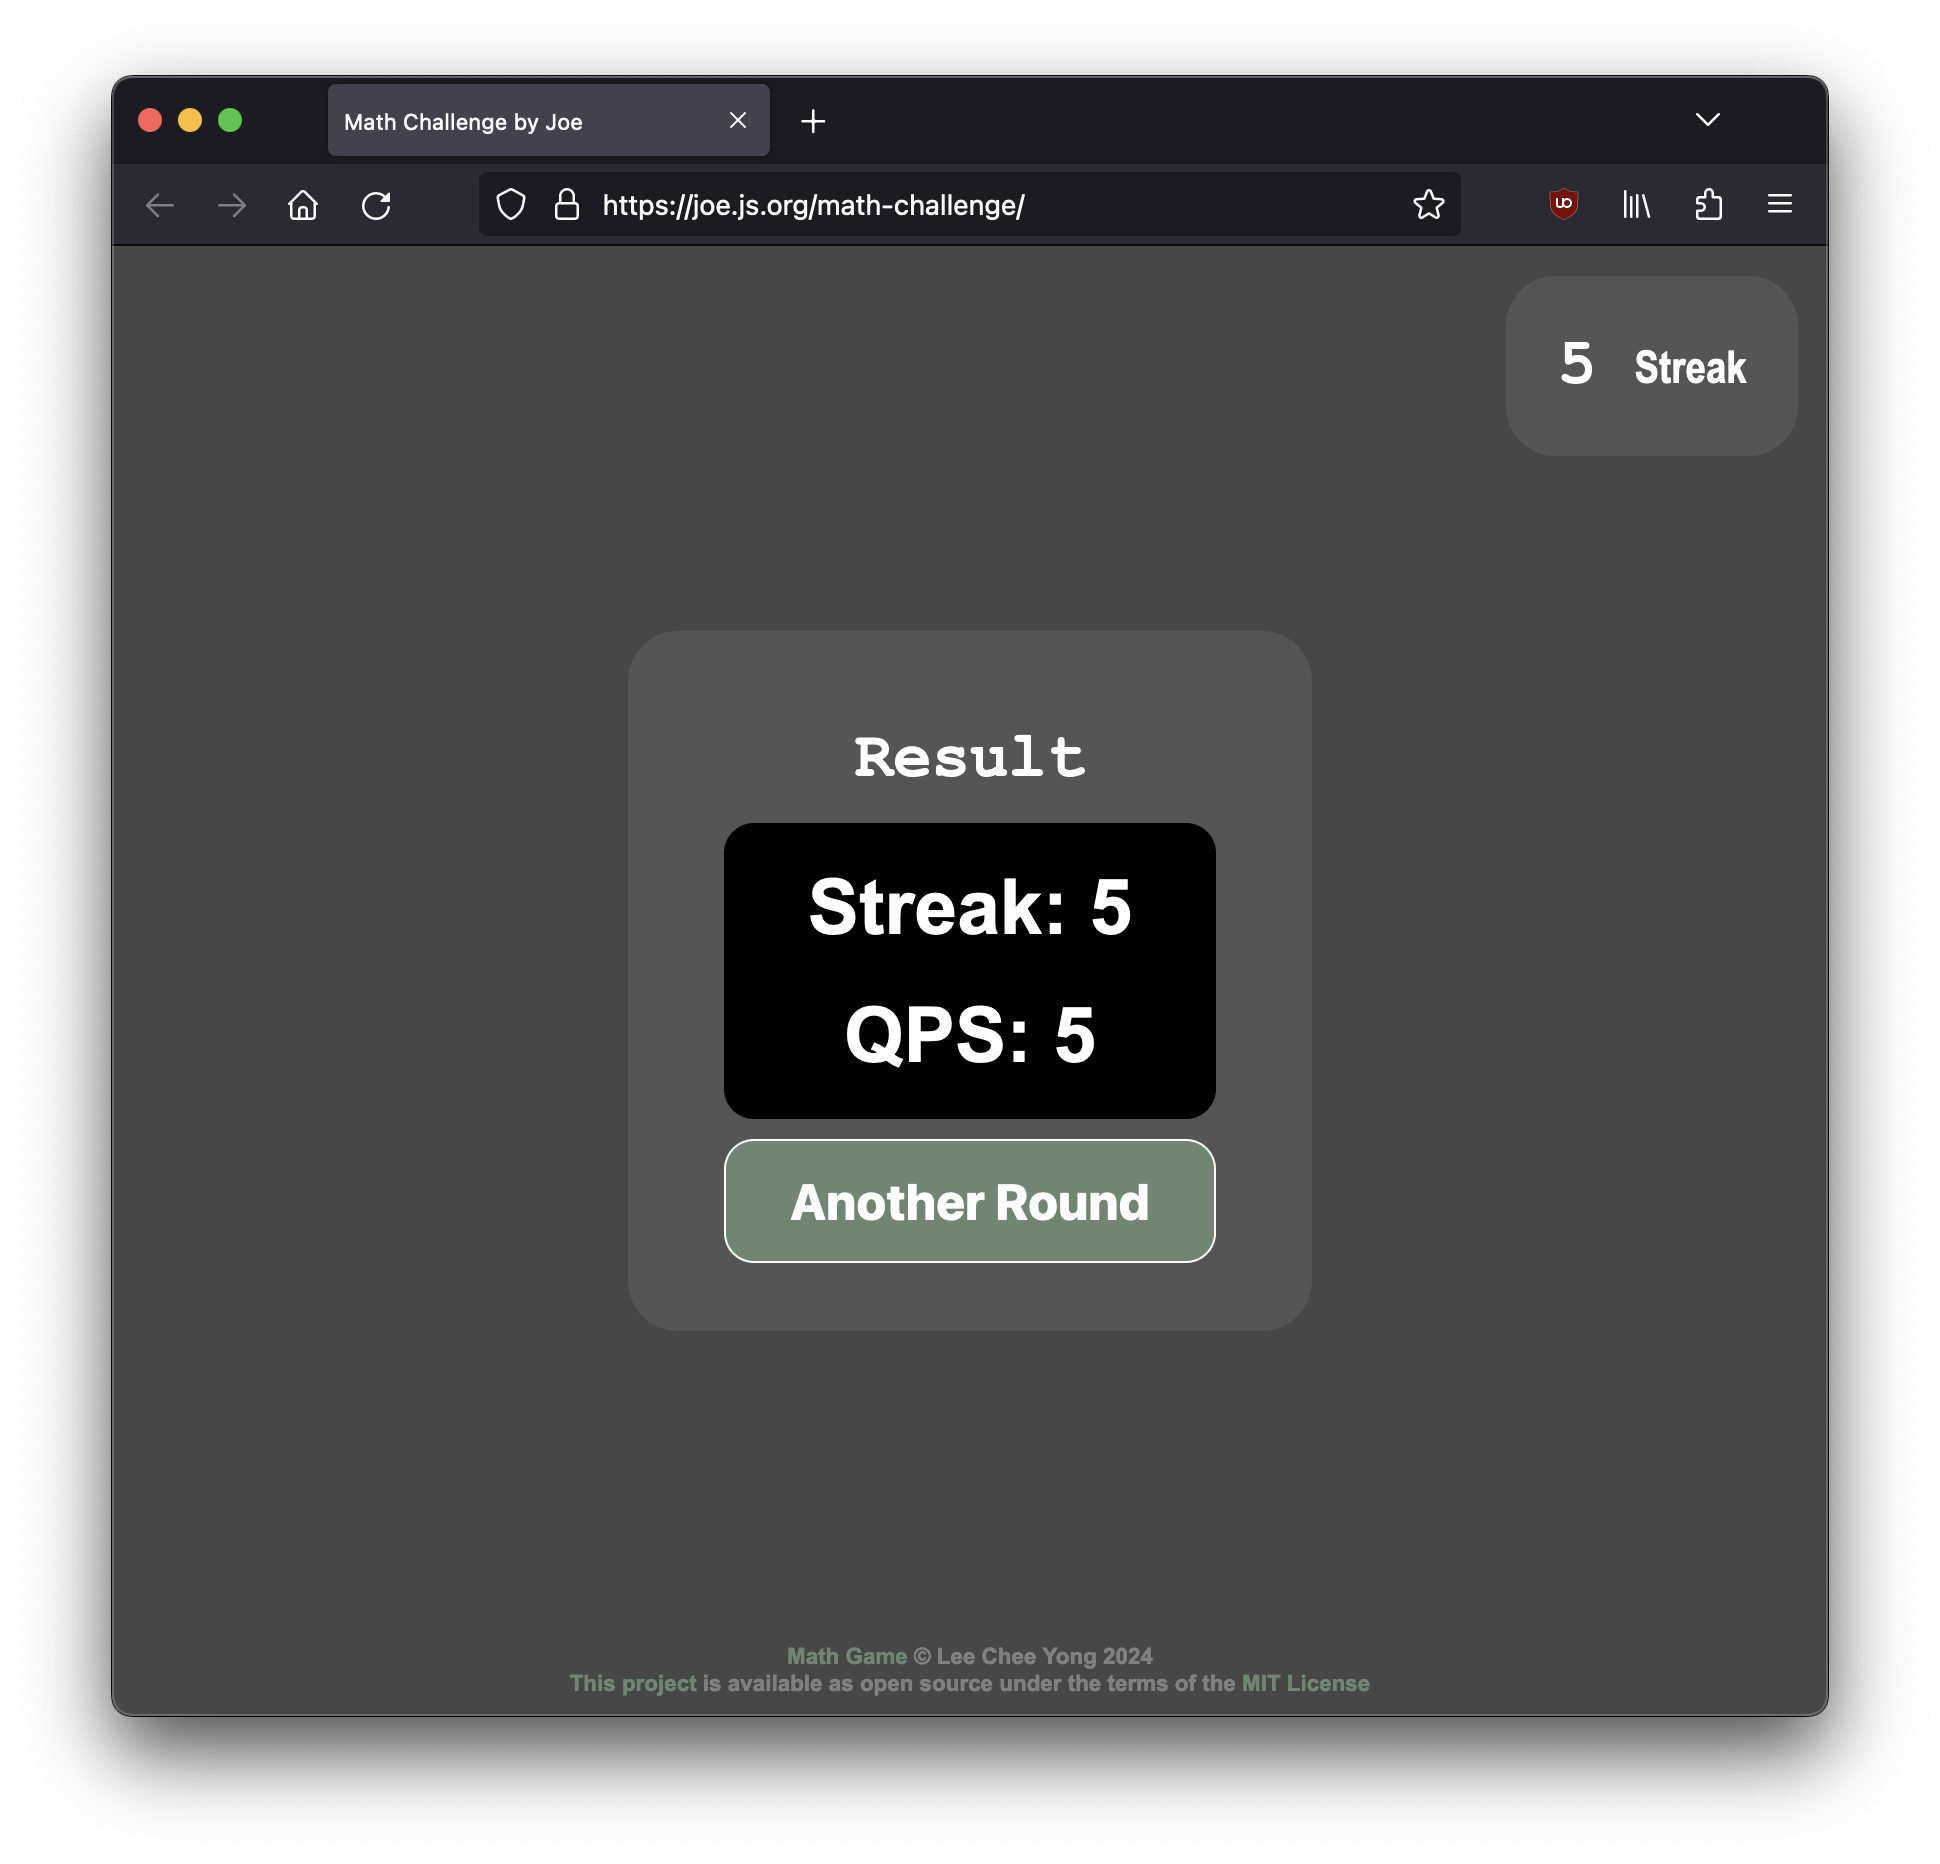 Math Challenge by Joe
https://joe.js.org/math-challenge/
5 Streak
Result
Streak: 5
QPS: 5
Another Round
Math Game © Lee Chee Yong 2024
This project is available as open source under the terms of the MIT License